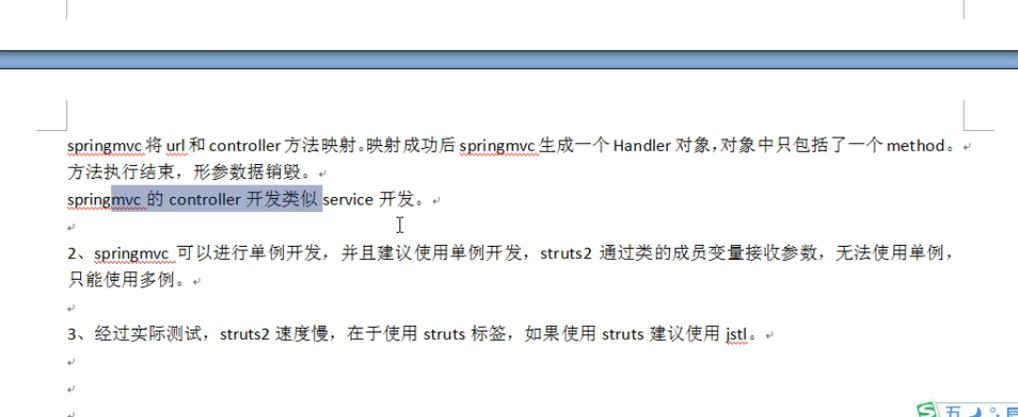 springmvc 将 url 和 controller 方法映射。映射成功后 springmvc 生成一个 Handler 对象，对象中只包括了一个 method。
方法执行结束，形参数据销毁。
springmvc 的 controller 开发类似 service 开发。
2、springmvc 可以进行单例开发，并且建议使用单例开发，struts2 通过类的成员变量接收参数，无法使用单例，
只能使用多例。
3、经过实际测试，struts2 速度慢，在于使用 struts 标签，如果使用 struts 建议使用 jstl。
五